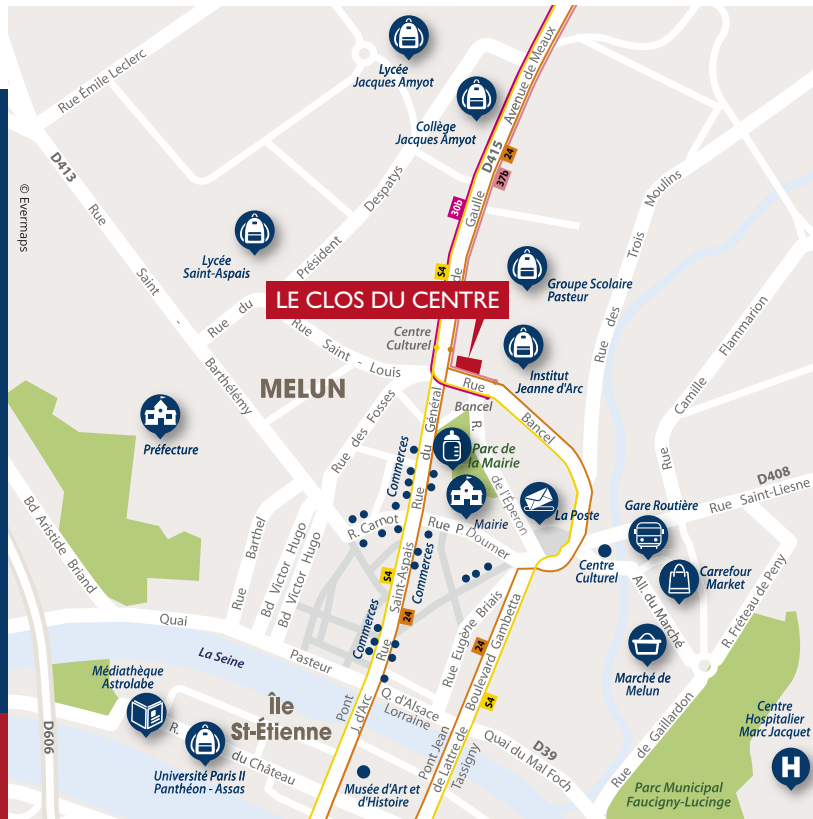 Lycée
Jacques Amyot
Rue Émile Leclerc
Avenue de Meaux
Collège
Jacques Amyot
D415
24
37b
D413
Rue
Saint
-
Barthélémy
© Evermaps
Despatys
Président
Rue du
30b
Gaulle
de
Trois
Moulins
Rue des
Lycée
Saint-Aspais
S4
Groupe Scolaire
Pasteur
LE CLOS DU CENTRE
Centre
Culturel
Rue Saint - Louis
Institut
Jeanne d'Arc
Camille Flammarion
Rue
MELUN
Rue
Bancel
Bancel
Rue des Fosses
Général
du
Rue
R.
de l'Éperon
Préfecture
Commerces
Parc de
la Mairie
Mairie
La Poste
D408
Rue Saint-Liesne
Gare Routière
Bd Aristide Briand
Rue Barthel
Bd Victor Hugo
Bd Victor Hugo
R. Carnot
Rue P Doumer
Centre
Culturel
Carrefour
Market
S4
Saint-Aspais
Rue
Commerces
24
Commerces
All. du Marché
R. Fréteau de Peny
Quai
Pasteur
La Seine
Rue Eugène Briais
Boulevard Gambetta
24
S4
Marché de
Melun
Médiathèque
Astrolabe
Île
St-Étienne
Pont
J. d'Arc
Q. d'Alsace
Lorraine
D606
R.
du Château
Université Paris II
Panthéon - Assas
Musée d'Art et
d'Histoire
Pont Jean
de Lattre de
Tassigny
D39
Quai du Mal Foch
Rue de Gaillardon
Centre
Hospitalier
Marc Jacquet
H
Parc Municipal
Faucigny-Lucinge